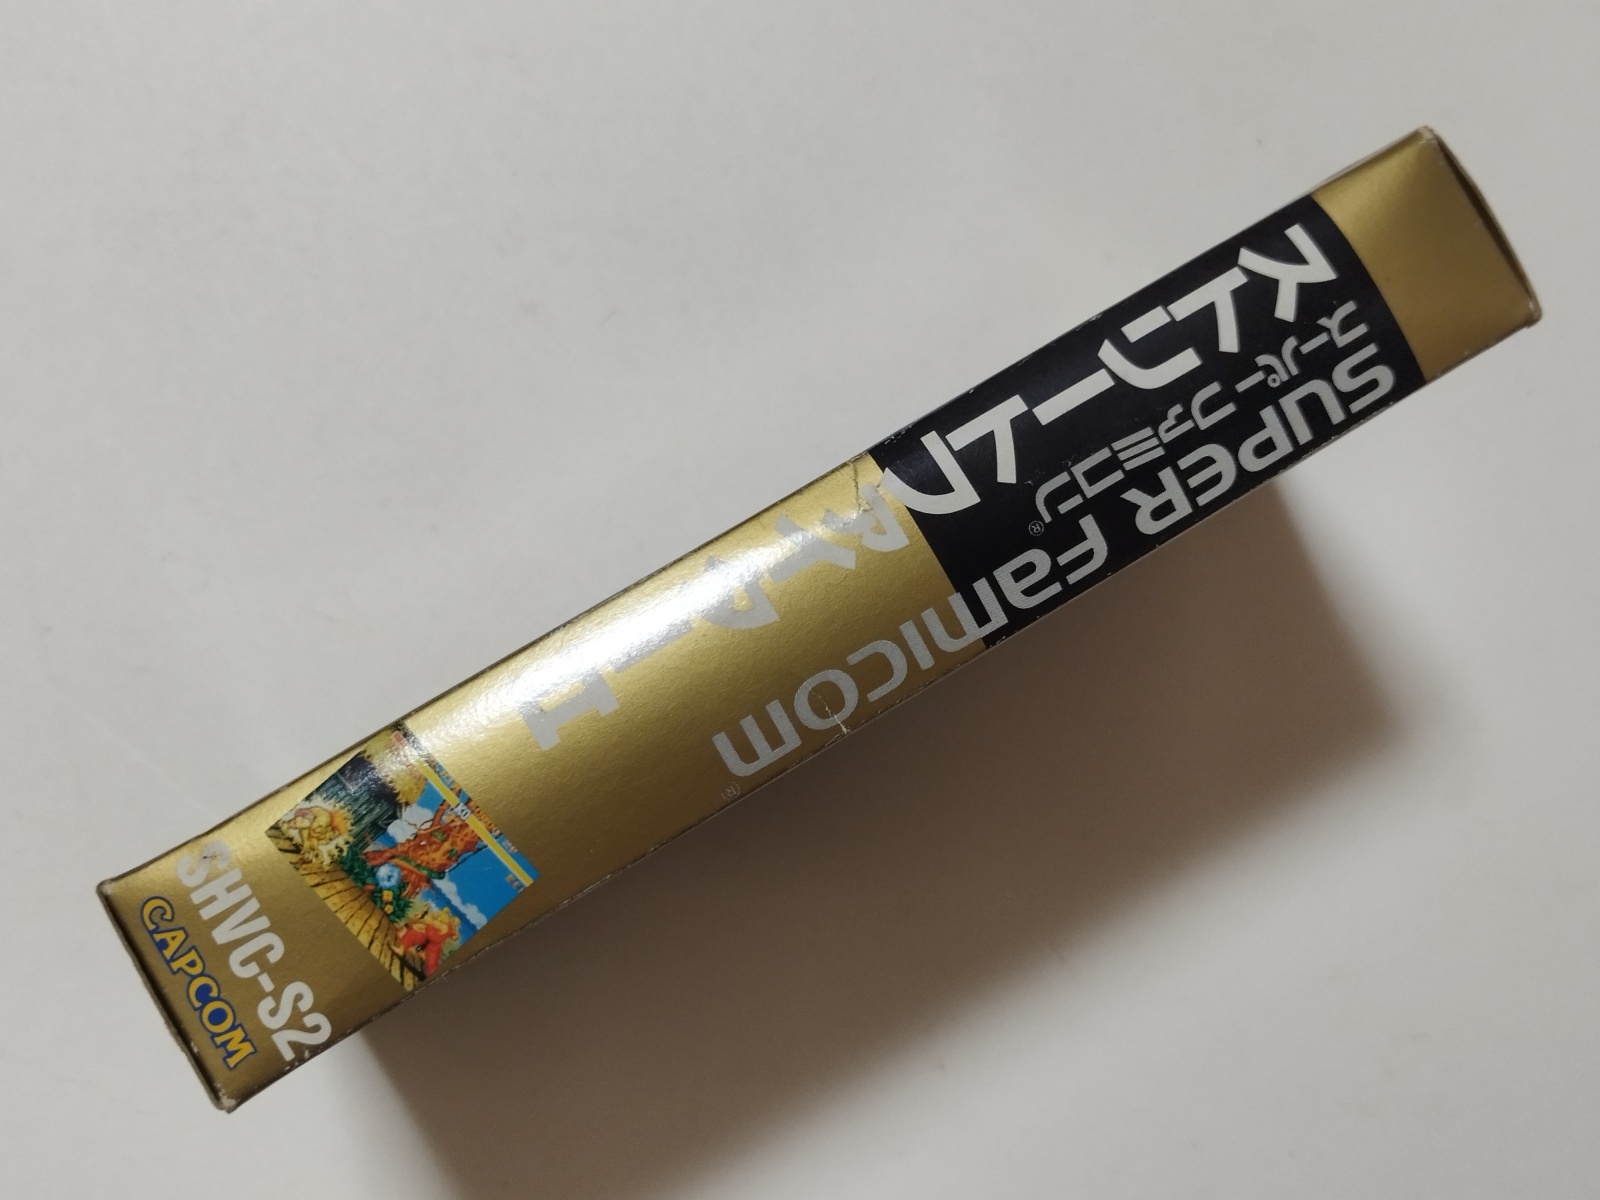 ストリートファイターII
スーパーファミコン®
SUPER Famicom®
SHVC-S2
CAPCOM